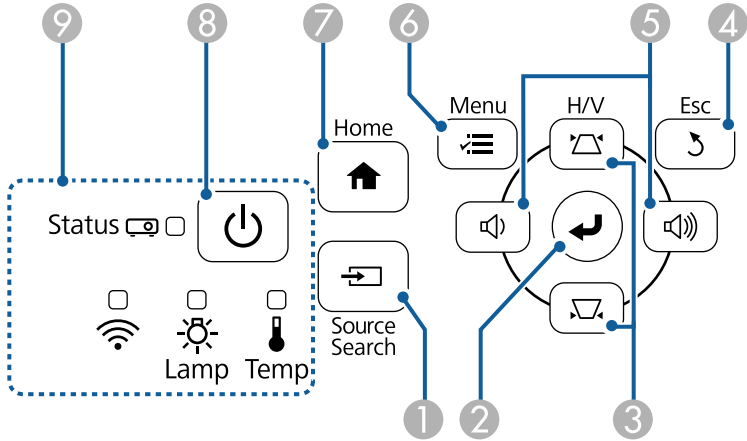 9 8 7 6 5 4
Menu H/V Esc
Home
Status
Source
Search
Lamp Temp
1 2 3